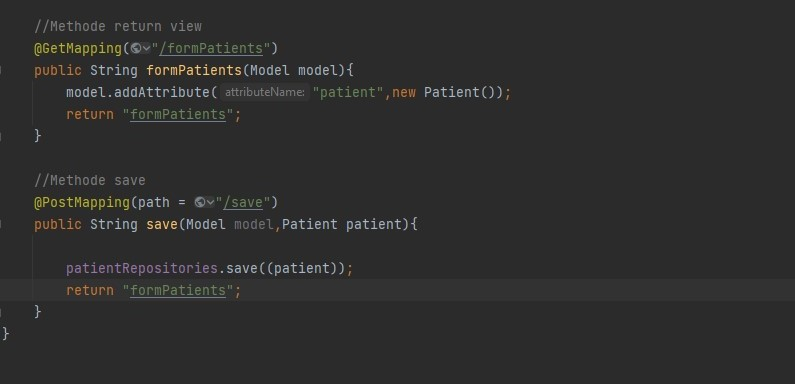 //Methode return view
@GetMapping("/formPatients")
public String formPatients(Model model){
model.addAttribute( attributeName: "patient",new Patient());
return "formPatients";
}
//Methode save
@PostMapping(path = "/save")
public String save(Model model,Patient patient){
patientRepositories.save((patient));
return "formPatients";
}
}